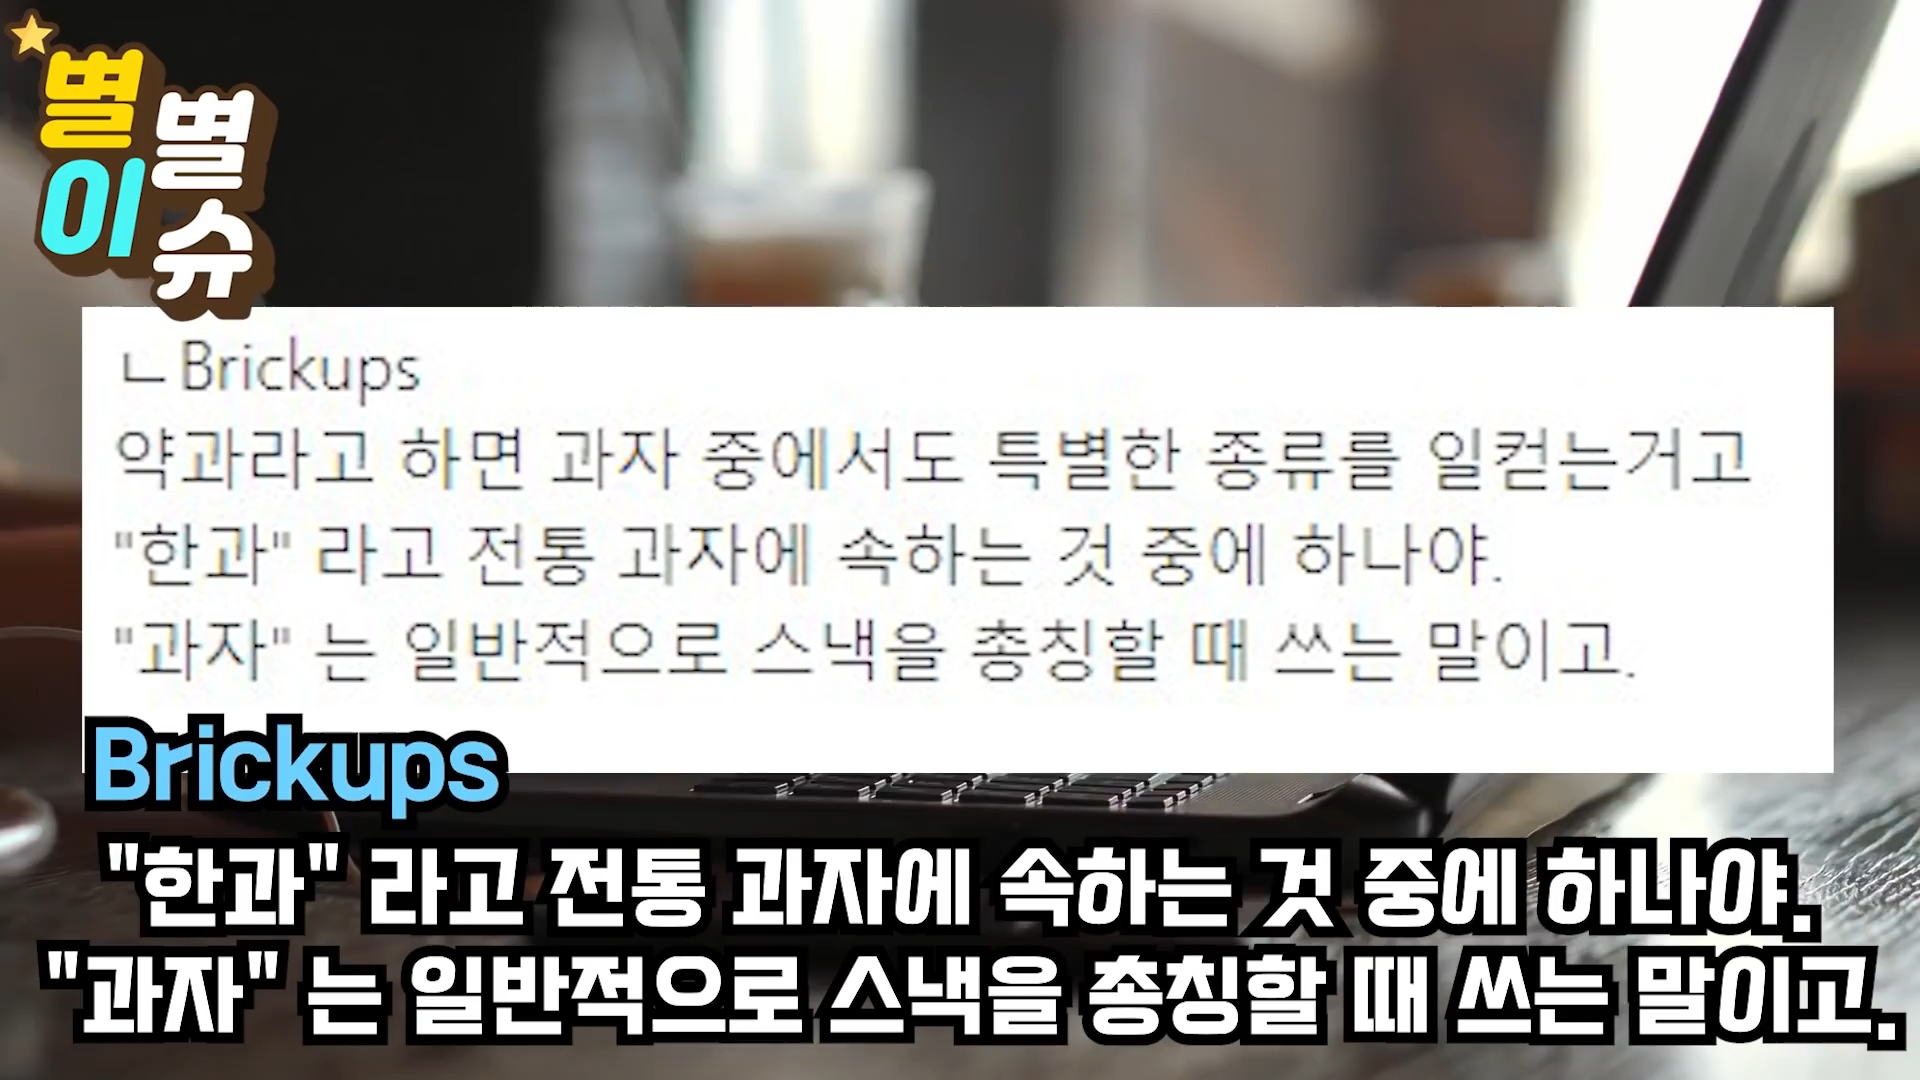 별별
이슈
ㄴBrickups
약과라고 하면 과자 중에서도 특별한 종류를 일컫는거고
"한과" 라고 전통 과자에 속하는 것 중에 하나야.
"과자" 는 일반적으로 스낵을 총칭할 때 쓰는 말이고.
Brickups
"한과" 라고 전통 과자에 속하는 것 중에 하나야.
"과자" 는 일반적으로 스낵을 총칭할 때 쓰는 말이고.